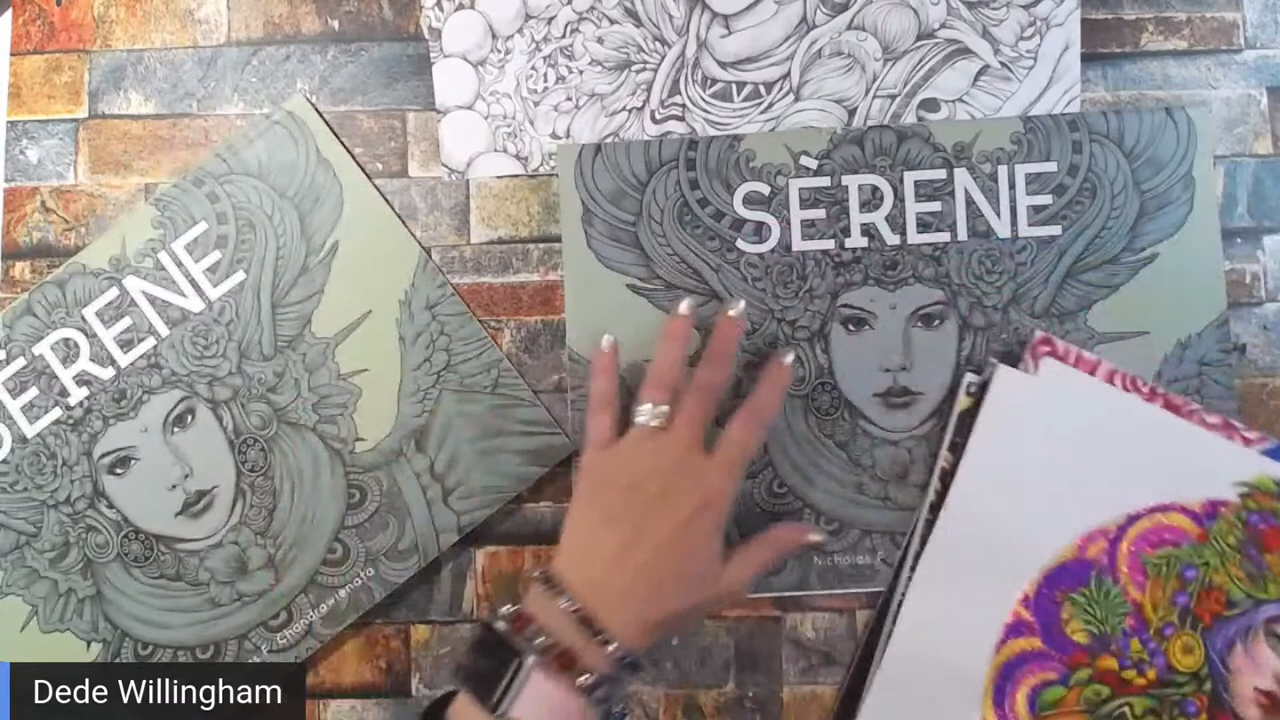 SÈRENE
SÈRENE
Nicholas F.
F. Chandrawienata
Dede Willingham